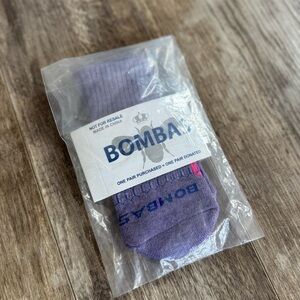 NOT FOR RESALE
MADE IN CHINA
BOMBAS
ONE PAIR PURCHASED • ONE PAIR DONATED
BOMBAS